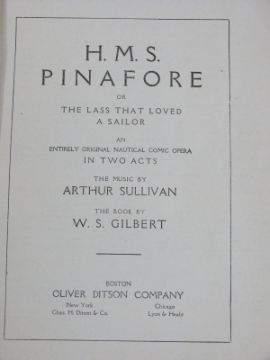 H. M. S.
PINAFORE
OR
THE LASS THAT LOVED
A SAILOR
AN
ENTIRELY ORIGINAL NAUTICAL COMIC OPERA
IN TWO ACTS
THE MUSIC BY
ARTHUR SULLIVAN
THE BOOK BY
W. S. GILBERT
BOSTON
OLIVER DITSON COMPANY
New York Chicago
Chas. H. Ditson & Co. Lyon & Healy